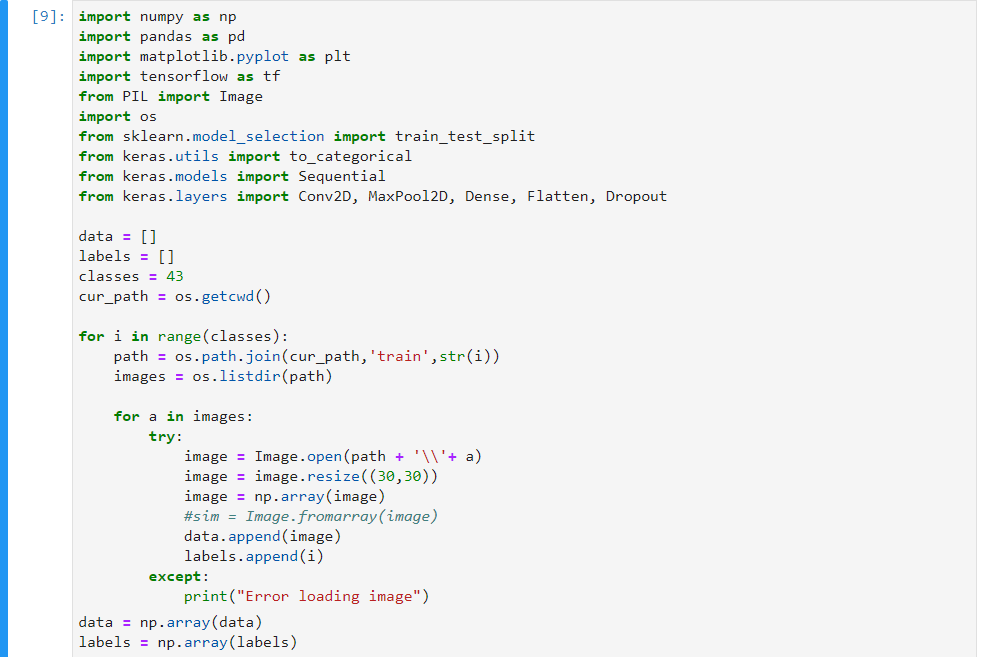 [9]: import numpy as np
import pandas as pd
import matplotlib.pyplot as plt
import tensorflow as tf
from PIL import Image
import os
from sklearn.model_selection import train_test_split
from keras.utils import to_categorical
from keras.models import Sequential
from keras.layers import Conv2D, MaxPool2D, Dense, Flatten, Dropout

data = []
labels = []
classes = 43
cur_path = os.getcwd()

for i in range(classes):
    path = os.path.join(cur_path,'train',str(i))
    images = os.listdir(path)

    for a in images:
        try:
            image = Image.open(path + '\\'+ a)
            image = image.resize((30,30))
            image = np.array(image)
            #sim = Image.fromarray(image)
            data.append(image)
            labels.append(i)
        except:
            print("Error loading image")
data = np.array(data)
labels = np.array(labels)